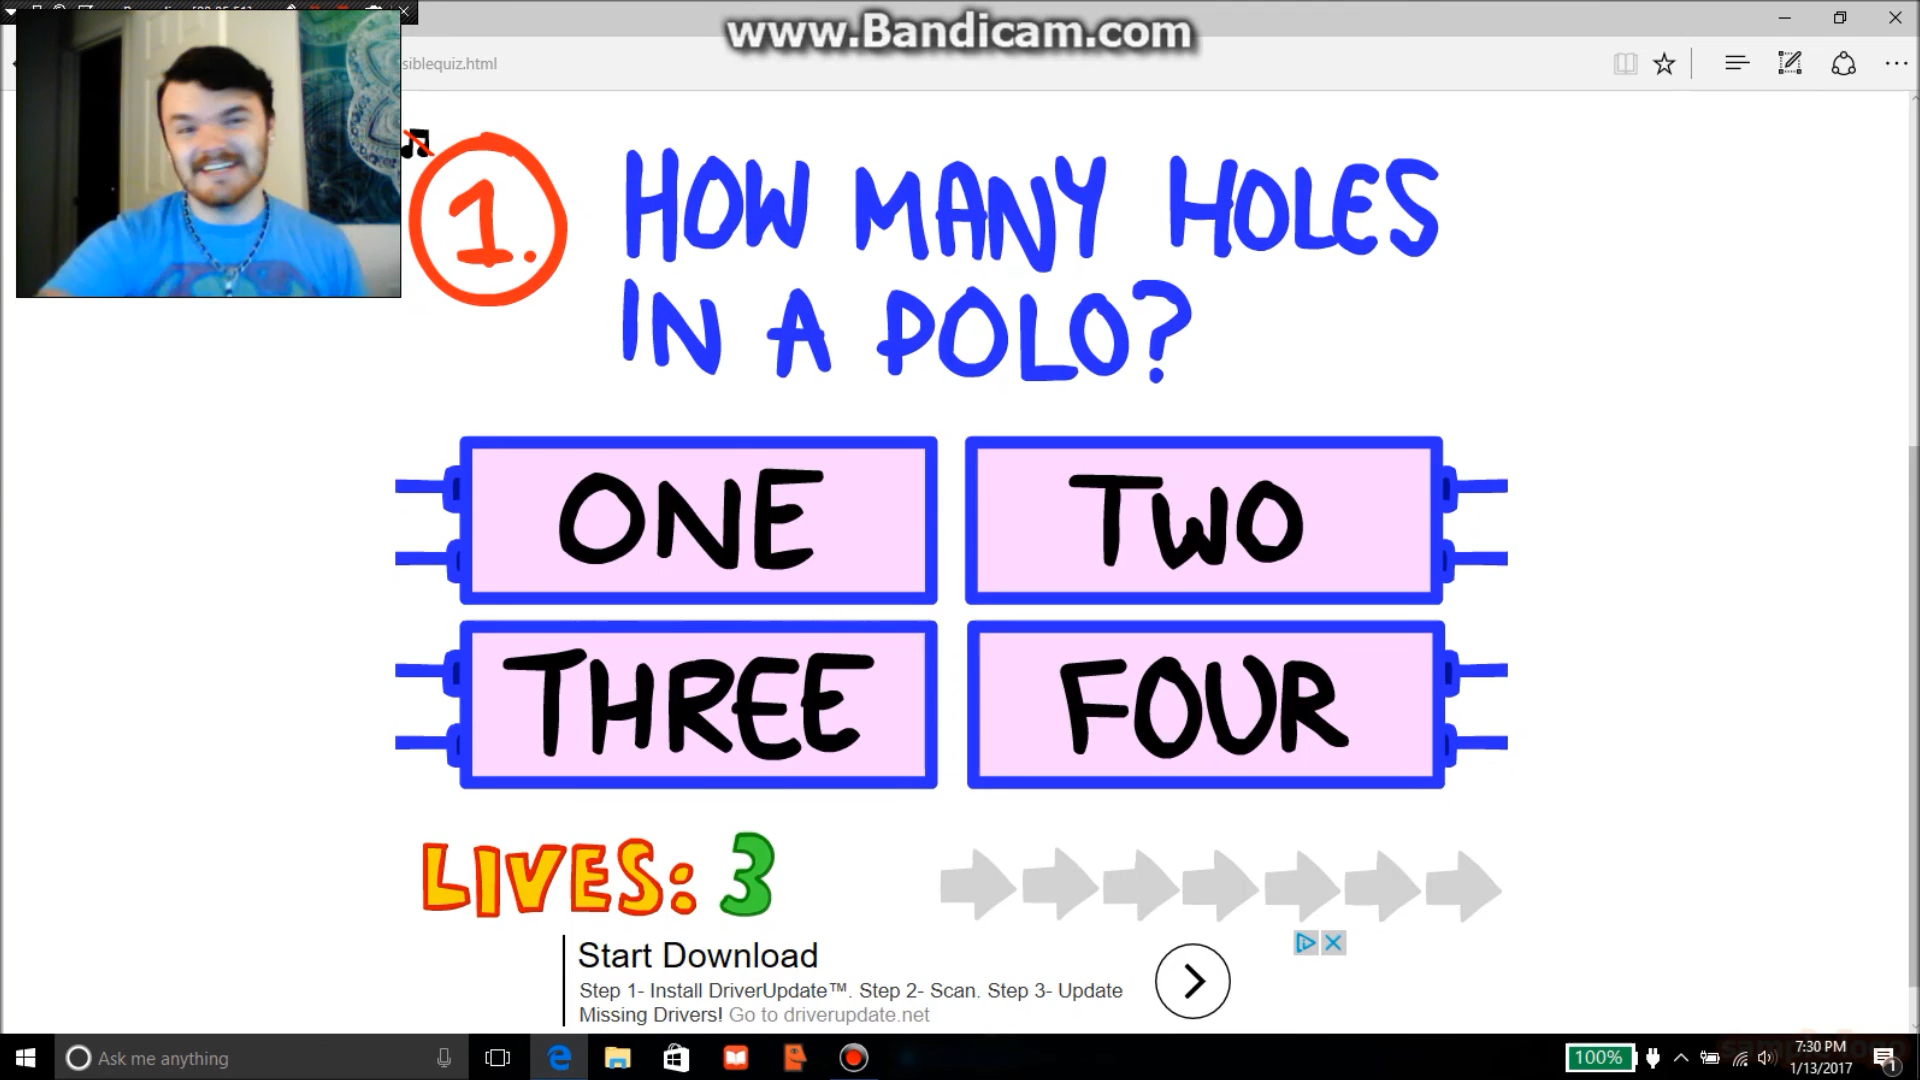 www.Bandicam.com
siblequiz.html
1. HOW MANY HOLES
IN A POLO?
ONE
TWO
THREE
FOUR
LIVES: 3
Start Download
Step 1- Install DriverUpdate™. Step 2- Scan. Step 3- Update
Missing Drivers! Go to driverupdate.net
Ask me anything
100%
7:30 PM
1/13/2017
1